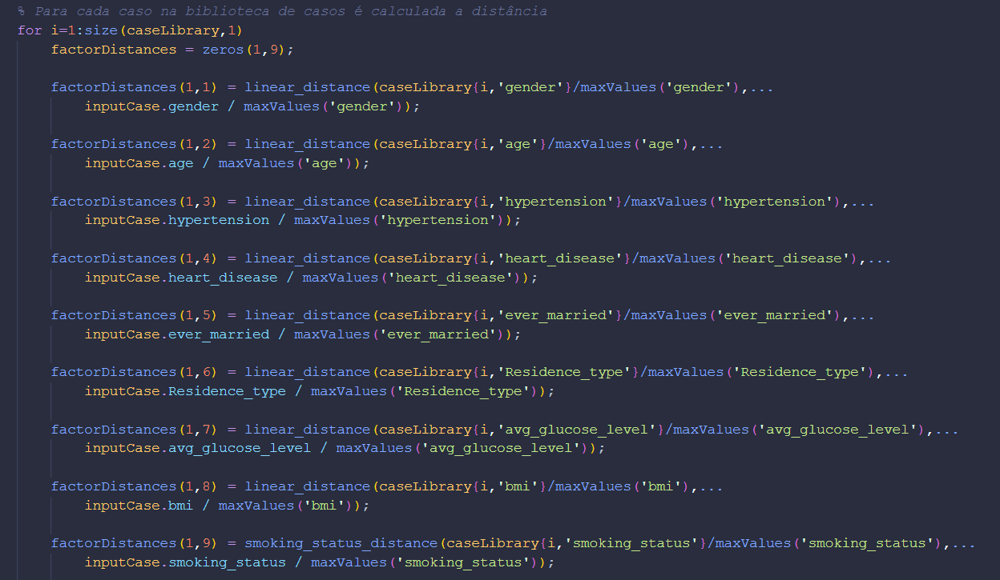 % Para cada caso na biblioteca de casos é calculada a distância
for i=1:size(caseLibrary,1)
    factorDistances = zeros(1,9);
    factorDistances(1,1) = linear_distance(caseLibrary{i,'gender'}/maxValues('gender'),...
        inputCase.gender / maxValues('gender'));
    factorDistances(1,2) = linear_distance(caseLibrary{i,'age'}/maxValues('age'),...
        inputCase.age / maxValues('age'));
    factorDistances(1,3) = linear_distance(caseLibrary{i,'hypertension'}/maxValues('hypertension'),...
        inputCase.hypertension / maxValues('hypertension'));
    factorDistances(1,4) = linear_distance(caseLibrary{i,'heart_disease'}/maxValues('heart_disease'),...
        inputCase.heart_disease / maxValues('heart_disease'));
    factorDistances(1,5) = linear_distance(caseLibrary{i,'ever_married'}/maxValues('ever_married'),...
        inputCase.ever_married / maxValues('ever_married'));
    factorDistances(1,6) = linear_distance(caseLibrary{i,'Residence_type'}/maxValues('Residence_type'),...
        inputCase.Residence_type / maxValues('Residence_type'));
    factorDistances(1,7) = linear_distance(caseLibrary{i,'avg_glucose_level'}/maxValues('avg_glucose_level'),...
        inputCase.avg_glucose_level / maxValues('avg_glucose_level'));
    factorDistances(1,8) = linear_distance(caseLibrary{i,'bmi'}/maxValues('bmi'),...
        inputCase.bmi / maxValues('bmi'));
    factorDistances(1,9) = smoking_status_distance(caseLibrary{i,'smoking_status'}/maxValues('smoking_status'),...
        inputCase.smoking_status / maxValues('smoking_status'));